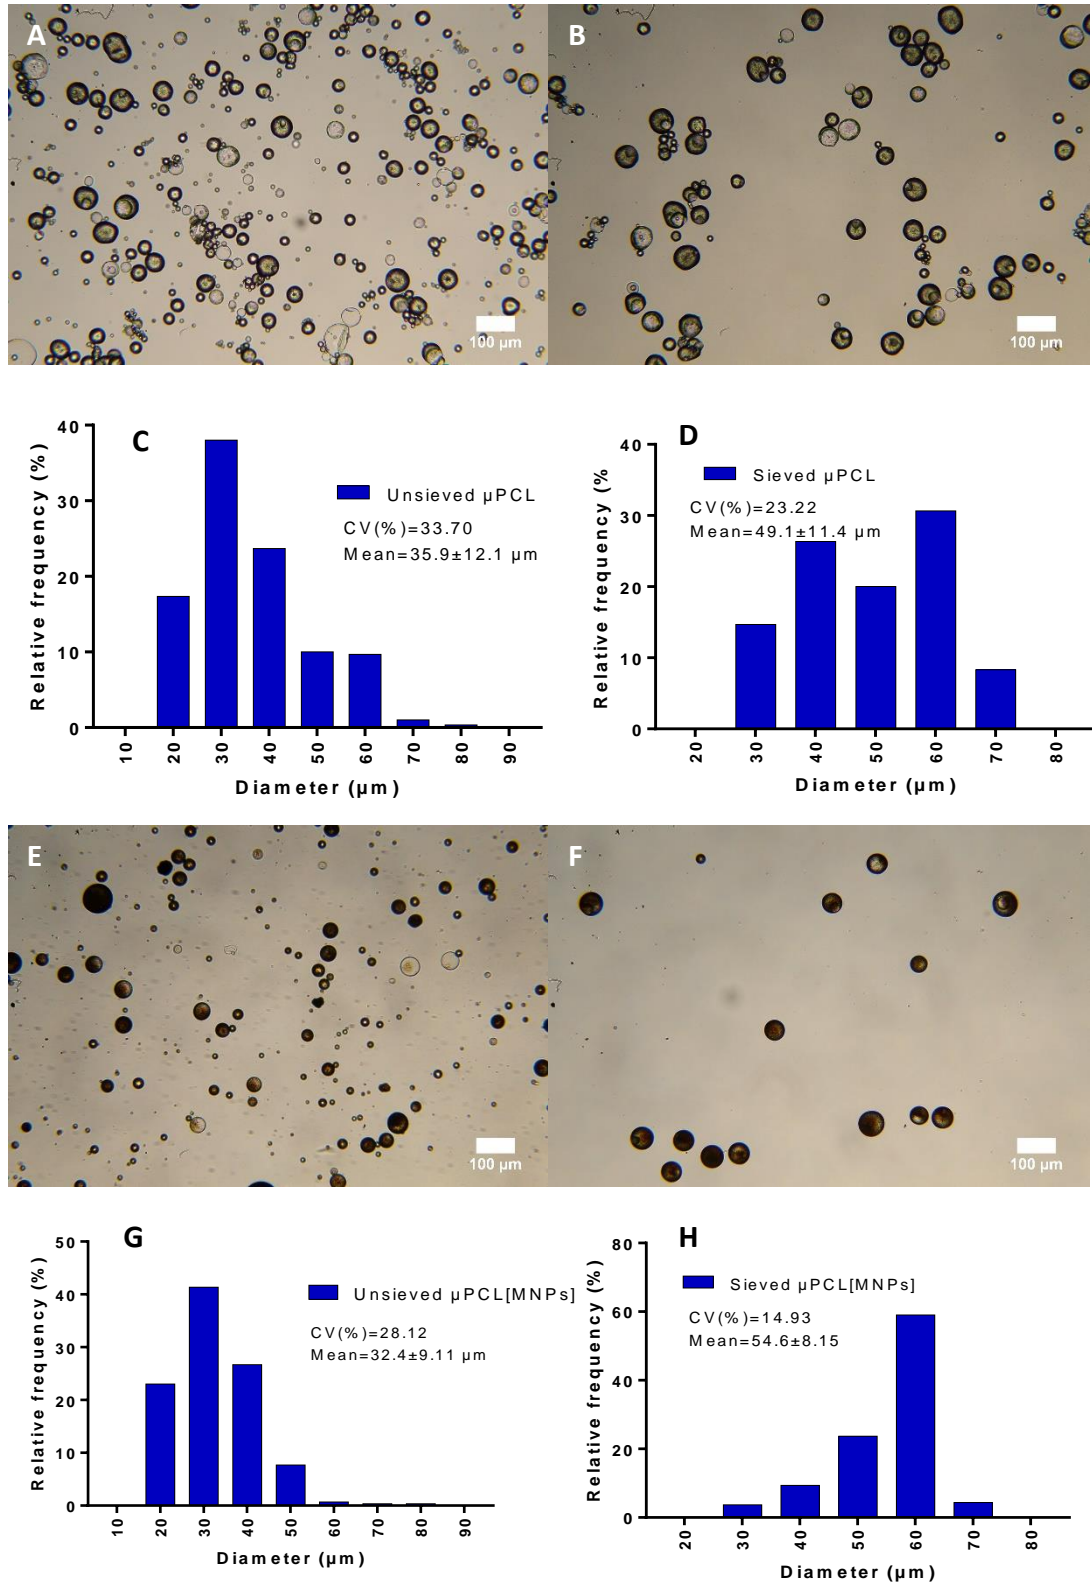 A
B
100 µm
100 µm
C
Relative frequency (%)
40
30
20
10
0
Unsieved µPCL
CV(%)=33.70
Mean=35.9±12.1 µm
10 20 30 40 50 60 70 80 90
Diameter (µm)
D
Relative frequency (%
40
30
20
10
0
Sieved µPCL
CV(%)=23.22
Mean=49.1±11.4 µm
20 30 40 50 60 70 80
Diameter (µm)
E
F
100 µm
100 µm
G
Relative frequency (%)
50
40
30
20
10
0
Unsieved µPCL[MNPs]
CV(%)=28.12
Mean=32.4±9.11 µm
10 20 30 40 50 60 70 80 90
Diameter (µm)
H
Relative frequency (%)
80
60
40
20
0
Sieved µPCL[MNPs]
CV(%)=14.93
Mean=54.6±8.15
20 30 40 50 60 70 80
Diameter (µm)